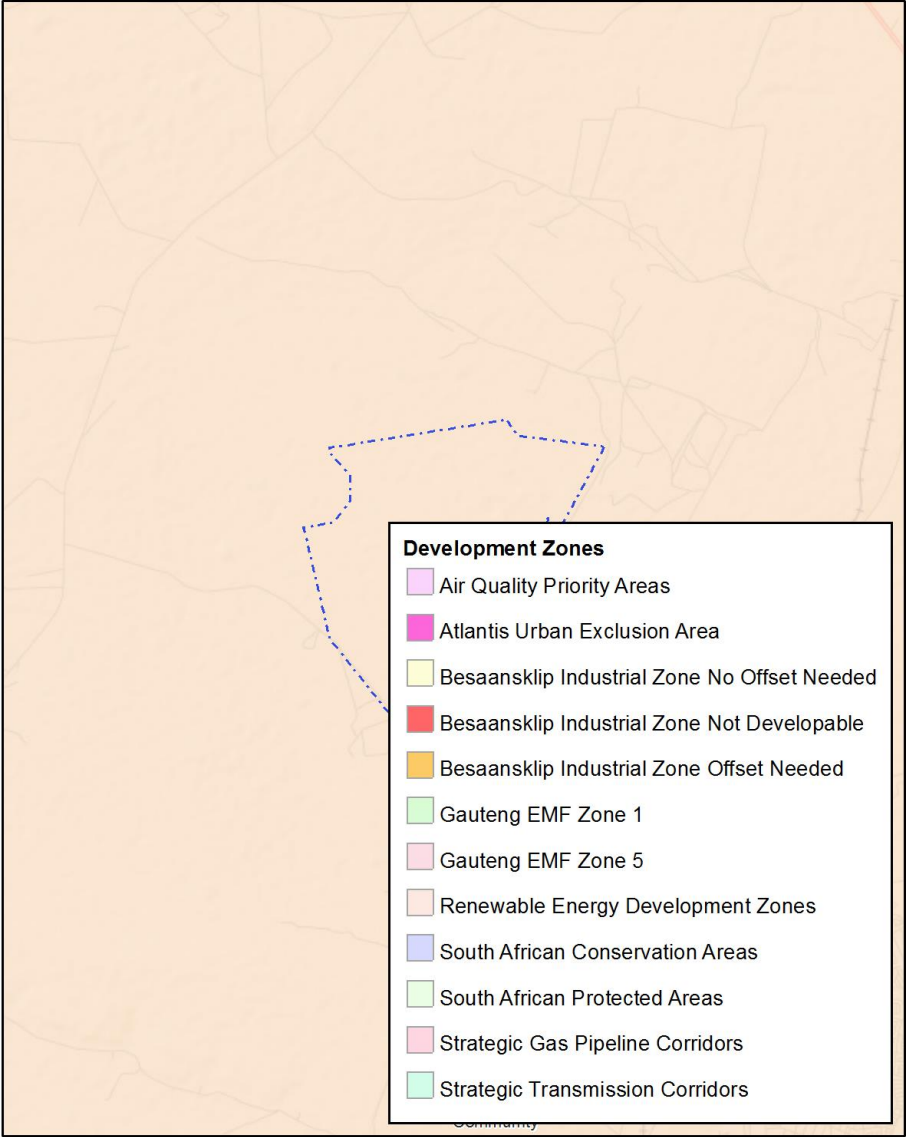 Development Zones
Air Quality Priority Areas
Atlantis Urban Exclusion Area
Besaansklip Industrial Zone No Offset Needed
Besaansklip Industrial Zone Not Developable
Besaansklip Industrial Zone Offset Needed
Gauteng EMF Zone 1
Gauteng EMF Zone 5
Renewable Energy Development Zones
South African Conservation Areas
South African Protected Areas
Strategic Gas Pipeline Corridors
Strategic Transmission Corridors
Community